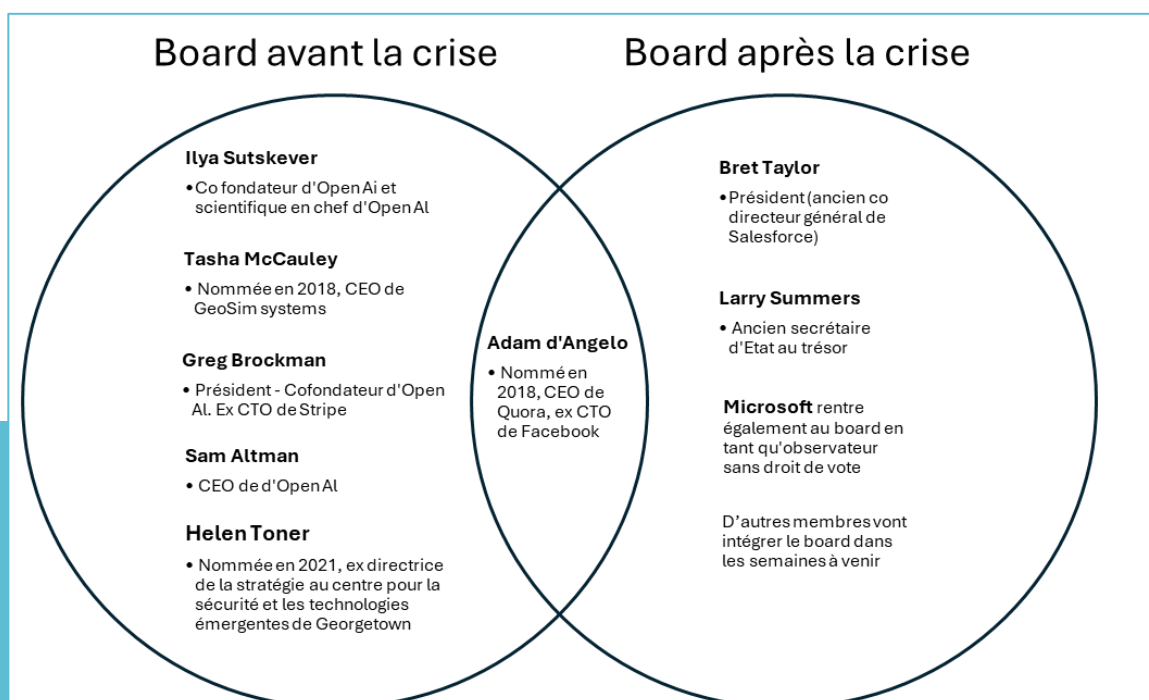 Board avant la crise
Board après la crise
Ilya Sutskever
•Co fondateur d'Open Ai et
scientifique en chef d'OpenAI
Tasha McCauley
• Nommée en 2018, CEO de
GeoSim systems
Greg Brockman
• Président - Cofondateur d'Open
AI. Ex CTO de Stripe
Sam Altman
• CEO de d'Open AI
Helen Toner
• Nommée en 2021, ex directrice
de la stratégie au centre pour la
sécurité et les technologies
émergentes de Georgetown
Adam d'Angelo
• Nommé en
2018, CEO de
Quora, ex CTO
de Facebook
Bret Taylor
•Président (ancien co
directeur général de
Salesforce)
Larry Summers
• Ancien secrétaire
d'Etat au trésor
Microsoft rentre
également au board en
tant qu'observateur
sans droit de vote
D’autres membres vont
intégrer le board dans
les semaines à venir